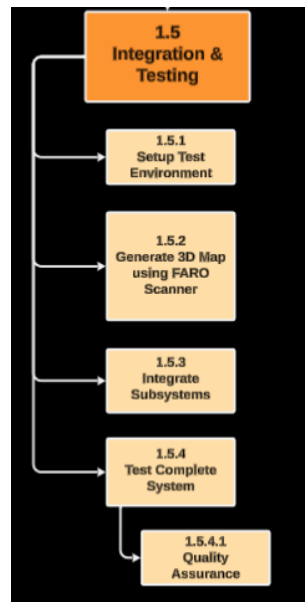 1.5
Integration &
Testing
1.5.1
Setup Test
Environment
1.5.2
Generate 3D Map
using FARO
Scanner
1.5.3
Integrate
Subsystems
1.5.4
Test Complete
System
1.5.4.1
Quality
Assurance